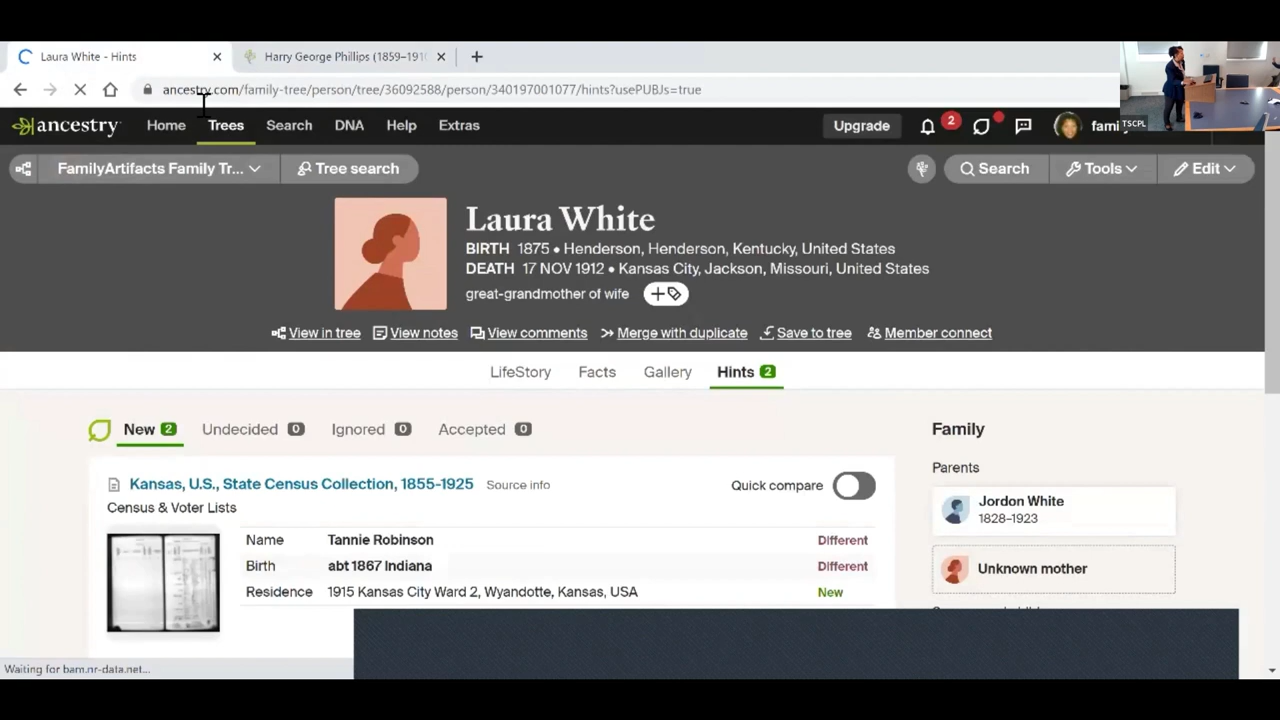 Laura White - Hints
Harry George Phillips (1859–191
ancestry.com/family-tree/person/tree/36092588/person/340197001077/hints?usePUBJs=true
TSCPL
ancestry Home Trees Search DNA Help Extras Upgrade 2 famil
FamilyArtifacts Family Tr... Tree search Search Tools Edit
Laura White
BIRTH 1875 • Henderson, Henderson, Kentucky, United States
DEATH 17 NOV 1912 • Kansas City, Jackson, Missouri, United States
great-grandmother of wife
View in tree View notes View comments Merge with duplicate Save to tree Member connect
LifeStory Facts Gallery Hints 2
New 2 Undecided 0 Ignored 0 Accepted 0
Family
Parents
Jordon White
1828–1923
Unknown mother
Kansas, U.S., State Census Collection, 1855-1925 Source info Quick compare
Census & Voter Lists
Name Tannie Robinson Different
Birth abt 1867 Indiana Different
Residence 1915 Kansas City Ward 2, Wyandotte, Kansas, USA New
Waiting for bam.nr-data.net...